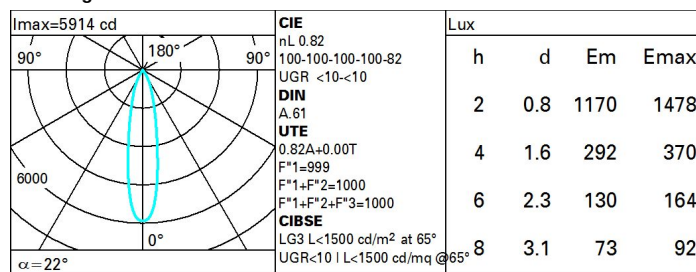 Imax=5914 cd
90° 180° 90°
6000
0°
α=22°
CIE
nL 0.82
100-100-100-100-82
UGR <10-<10
DIN
A.61
UTE
0.82A+0.00T
F"1=999
F"1+F"2=1000
F"1+F"2+F"3=1000
CIBSE
LG3 L<1500 cd/m² at 65°
UGR<10 | L<1500 cd/mq @65°
Lux
h d Em Emax
2 0.8 1170 1478
4 1.6 292 370
6 2.3 130 164
8 3.1 73 92